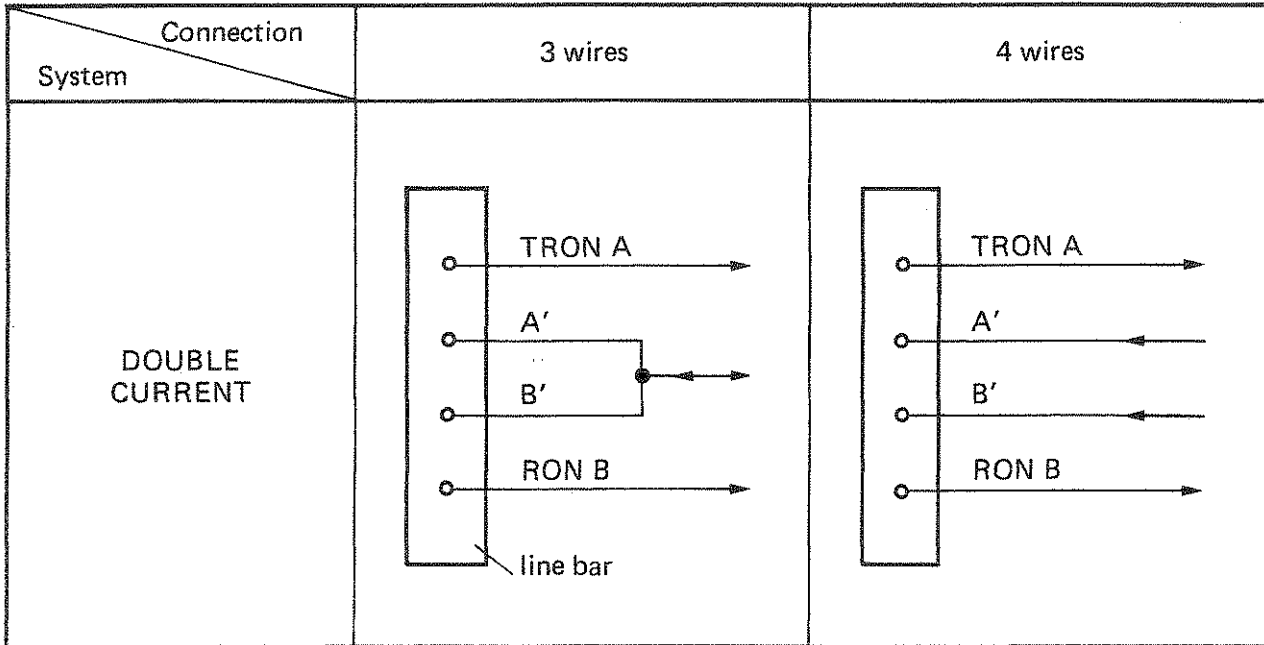 Connection
System
3 wires
4 wires
DOUBLE
CURRENT
TRON A
A′
B′
RON B
line bar
TRON A
A′
B′
RON B